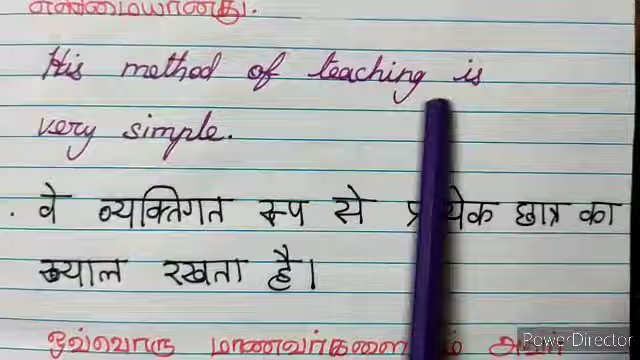 His method of teaching is
very simple.
. वे व्यक्तिगत रूप से प्रत्येक छात्र का
ख्याल रखता है।
ஒவ்வொரு மாணவர்களை
PowerDirector